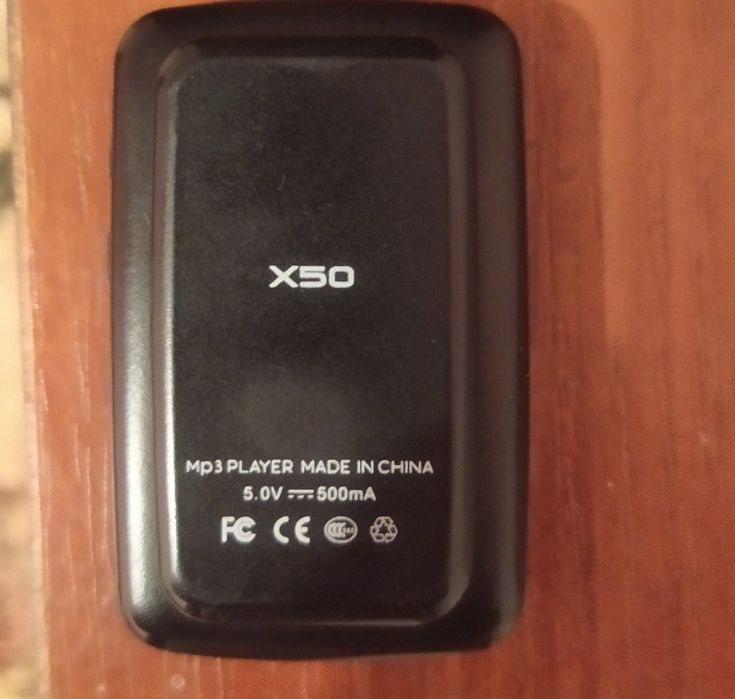 X50
Mp3 PLAYER MADE IN CHINA
5.0V ⎓ 500mA
FC CE